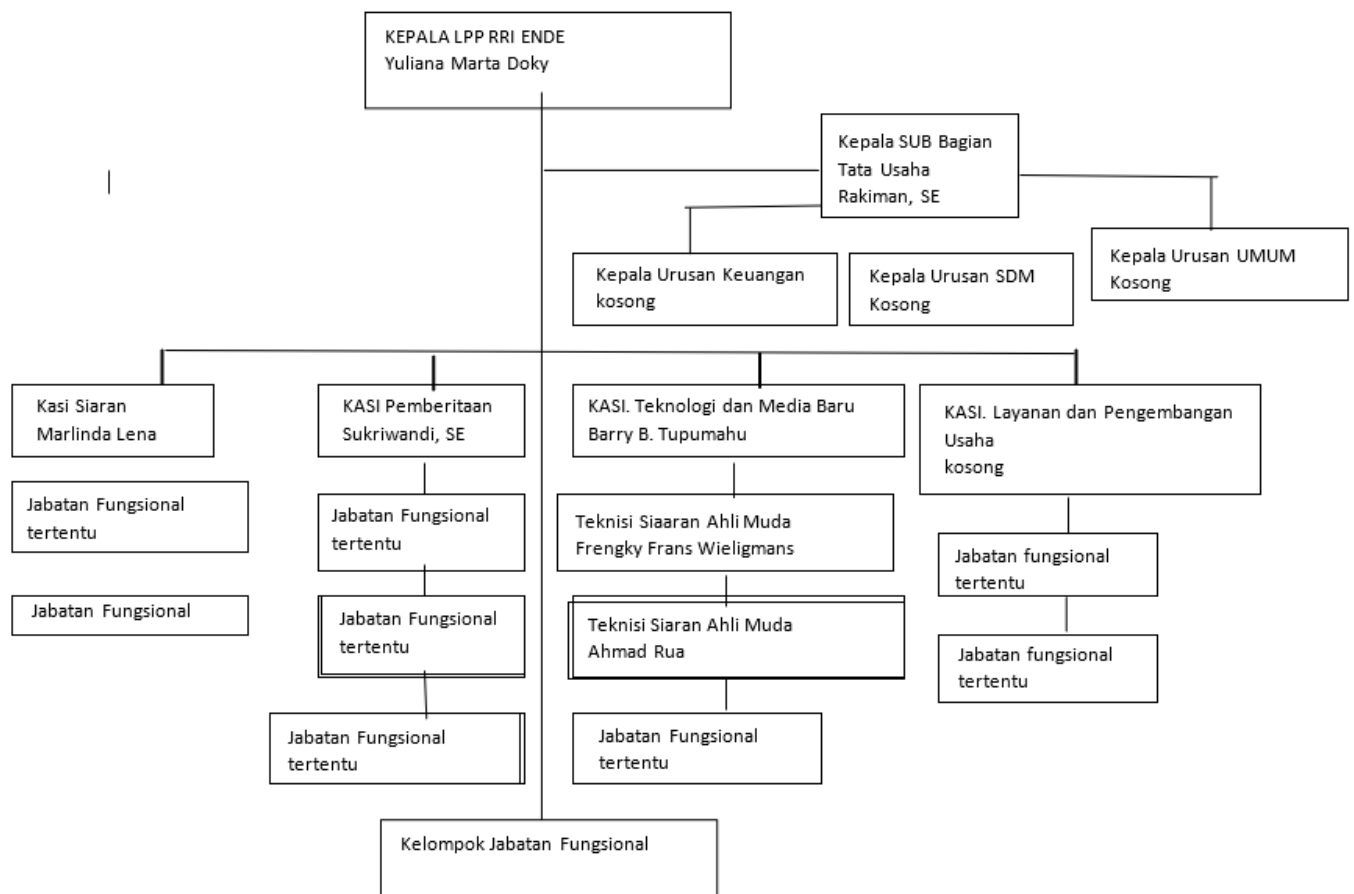 KEPALA LPP RRI ENDE
Yuliana Marta Doky
Kepala SUB Bagian
Tata Usaha
Rakiman, SE
Kepala Urusan Keuangan
kosong
Kepala Urusan SDM
Kosong
Kepala Urusan UMUM
Kosong
Kasi Siaran
Marlinda Lena
KASI Pemberitaan
Sukriwandi, SE
KASI. Teknologi dan Media Baru
Barry B. Tupumahu
KASI. Layanan dan Pengembangan
Usaha
kosong
Jabatan Fungsional
tertentu
Jabatan Fungsional
tertentu
Teknisi Siaaran Ahli Muda
Frengky Frans Wieligmans
Jabatan fungsional
tertentu
Jabatan Fungsional
Jabatan Fungsional
tertentu
Teknisi Siaran Ahli Muda
Ahmad Rua
Jabatan fungsional
tertentu
Jabatan Fungsional
tertentu
Jabatan Fungsional
tertentu
Kelompok Jabatan Fungsional